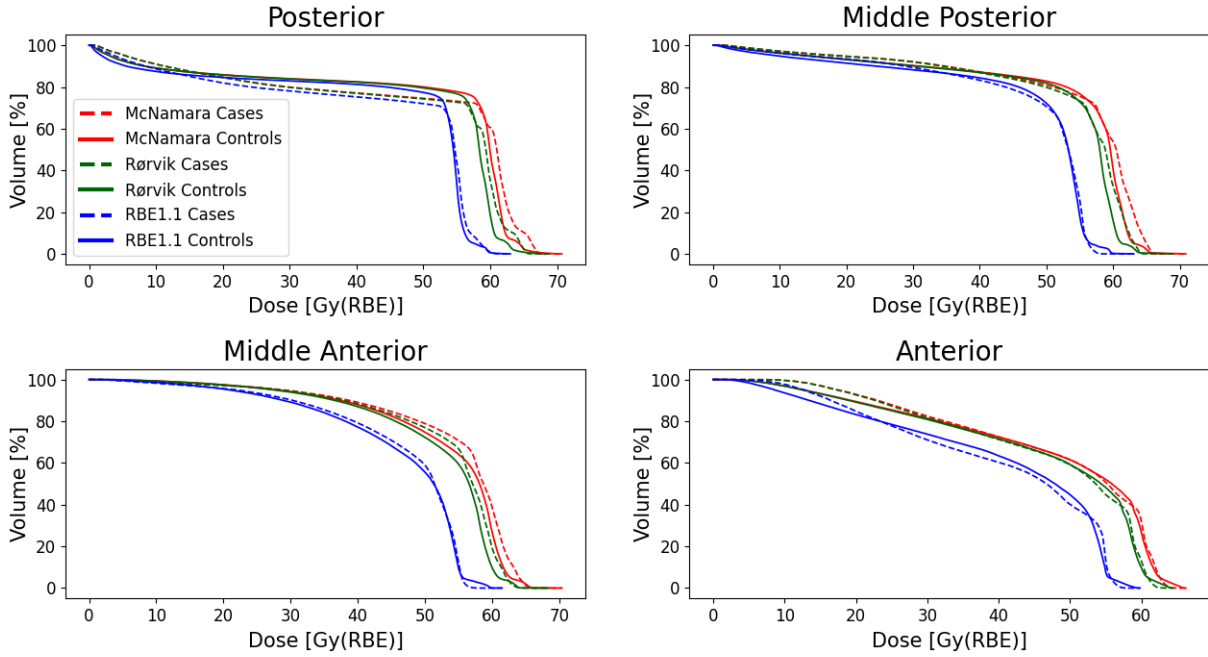 Posterior
Volume [%]
100
80
60
40
20
0
McNamara Cases
McNamara Controls
Rørvik Cases
Rørvik Controls
RBE1.1 Cases
RBE1.1 Controls
0 10 20 30 40 50 60 70
Dose [Gy(RBE)]
Middle Posterior
Volume [%]
100
80
60
40
20
0
0 10 20 30 40 50 60 70
Dose [Gy(RBE)]
Middle Anterior
Volume [%]
100
80
60
40
20
0
0 10 20 30 40 50 60 70
Dose [Gy(RBE)]
Anterior
Volume [%]
100
80
60
40
20
0
0 10 20 30 40 50 60
Dose [Gy(RBE)]